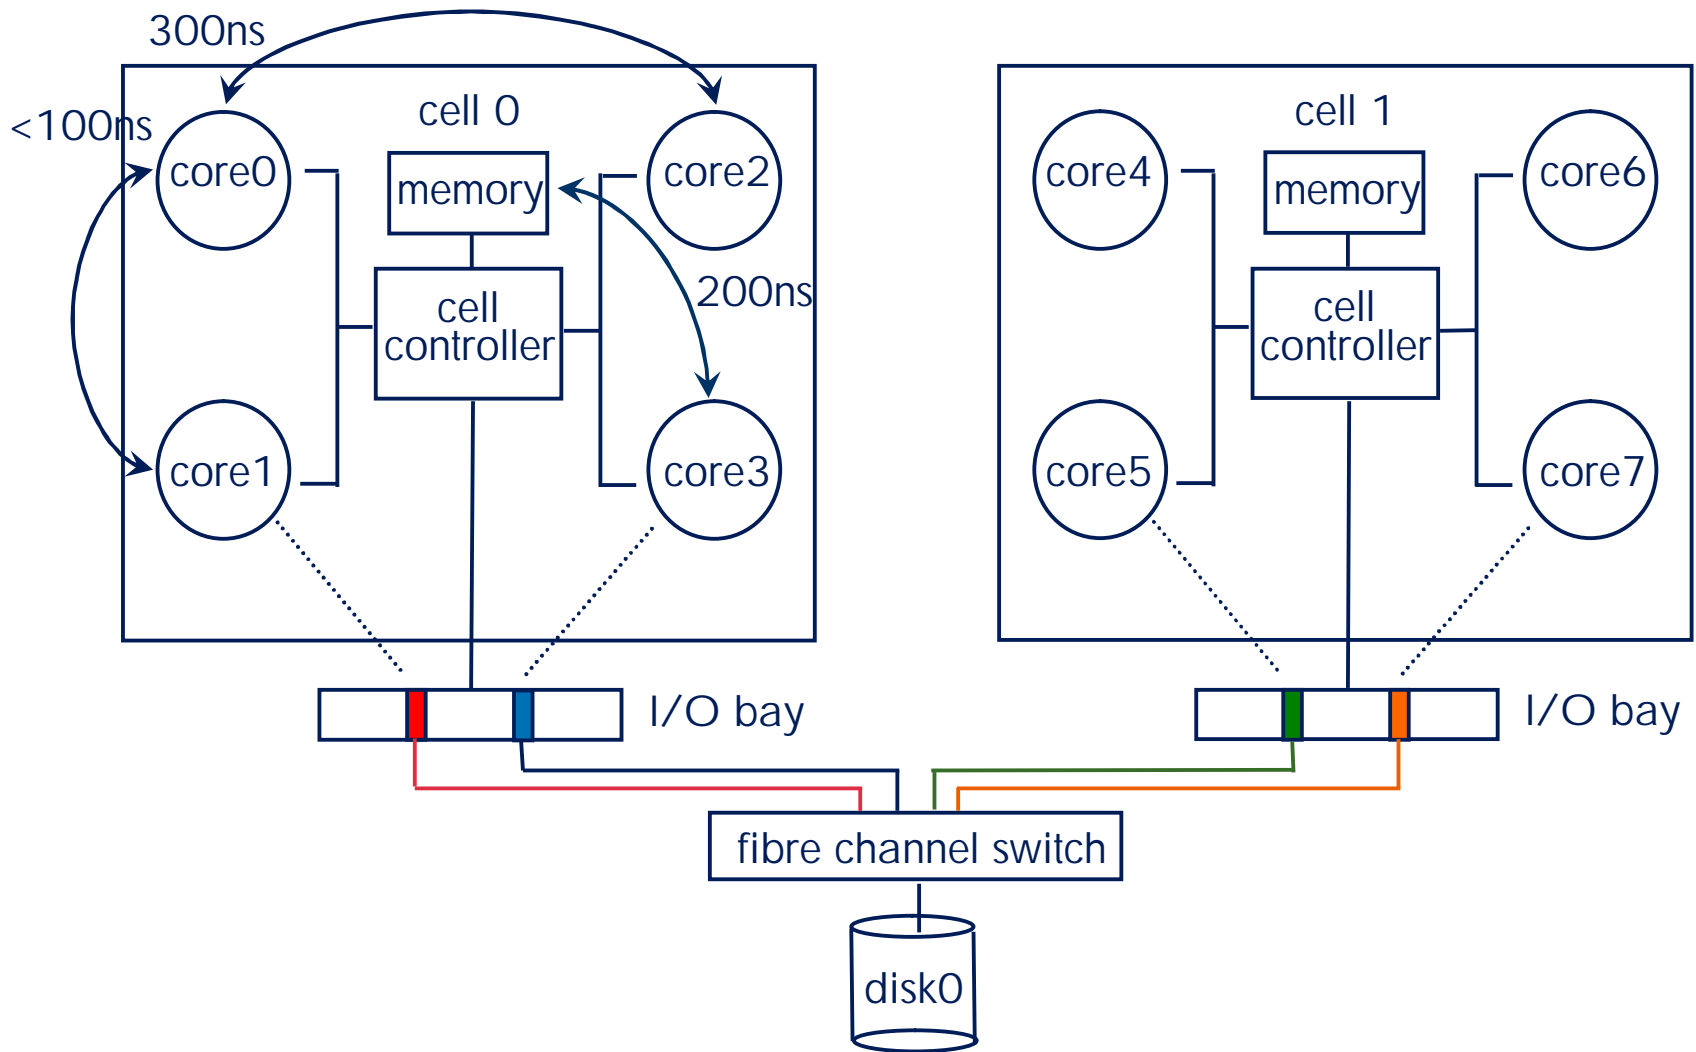 300ns
<100ns
cell 0
cell 1
core0
memory
core2
core4
memory
core6
200ns
cell
controller
cell
controller
core1
core3
core5
core7
I/O bay
I/O bay
fibre channel switch
disk0